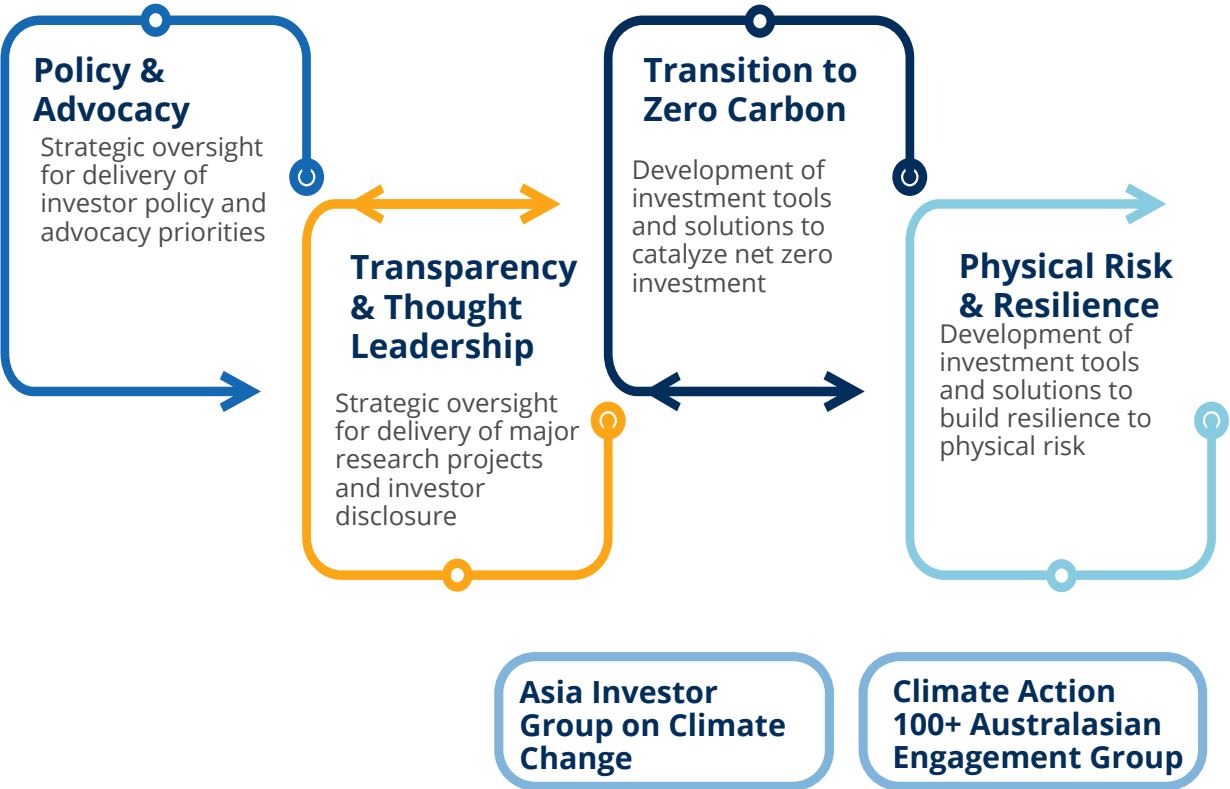 Policy &
Advocacy
Strategic oversight
for delivery of
investor policy and
advocacy priorities
Transparency
& Thought
Leadership
Strategic oversight
for delivery of major
research projects
and investor
disclosure
Transition to
Zero Carbon
Development of
investment tools
and solutions to
catalyze net zero
investment
Physical Risk
& Resilience
Development of
investment tools
and solutions to
build resilience to
physical risk
Asia Investor
Group on Climate
Change
Climate Action
100+ Australasian
Engagement Group